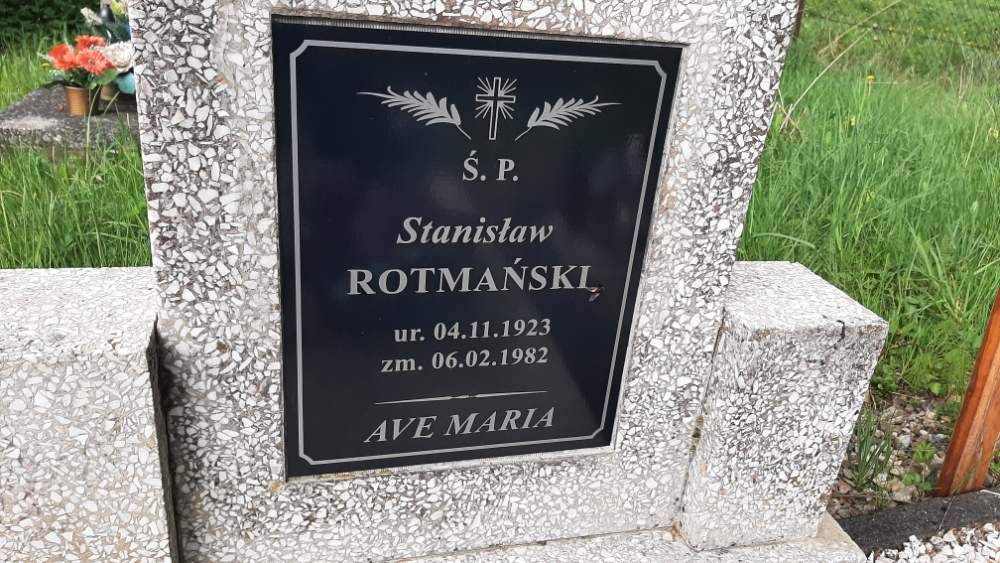 Ś. P.
Stanisław
ROTMAŃSKI
ur. 04.11.1923
zm. 06.02.1982
AVE MARIA